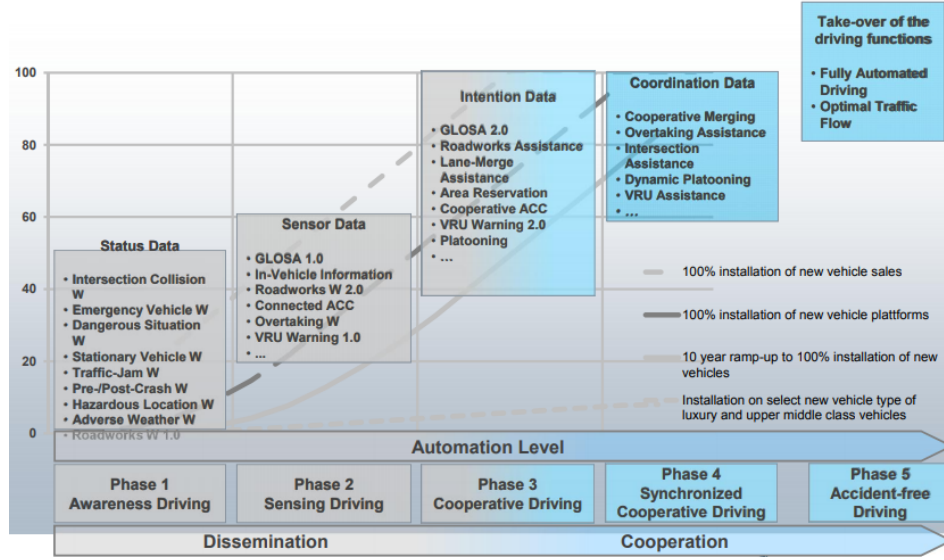 Take-over of the
driving functions
• Fully Automated
Driving
• Optimal Traffic
Flow
100
80
60
40
20
0
Status Data
• Intersection Collision
W
• Emergency Vehicle W
• Dangerous Situation
W
• Stationary Vehicle W
• Traffic-Jam W
• Pre-/Post-Crash W
• Hazardous Location W
• Adverse Weather W
• Roadworks W 1.0
Sensor Data
• GLOSA 1.0
• In-Vehicle Information
• Roadworks W 2.0
• Connected ACC
• Overtaking W
• VRU Warning 1.0
• ...
Intention Data
• GLOSA 2.0
• Roadworks Assistance
• Lane-Merge
Assistance
• Area Reservation
• Cooperative ACC
• VRU Warning 2.0
• Platooning
• ...
Coordination Data
• Cooperative Merging
• Overtaking Assistance
• Intersection
Assistance
• Dynamic Platooning
• VRU Assistance
• ...
100% installation of new vehicle sales
100% installation of new vehicle plattforms
10 year ramp-up to 100% installation of new
vehicles
Installation on select new vehicle type of
luxury and upper middle class vehicles
Automation Level
Phase 1
Awareness Driving
Phase 2
Sensing Driving
Phase 3
Cooperative Driving
Phase 4
Synchronized
Cooperative Driving
Phase 5
Accident-free
Driving
Dissemination
Cooperation